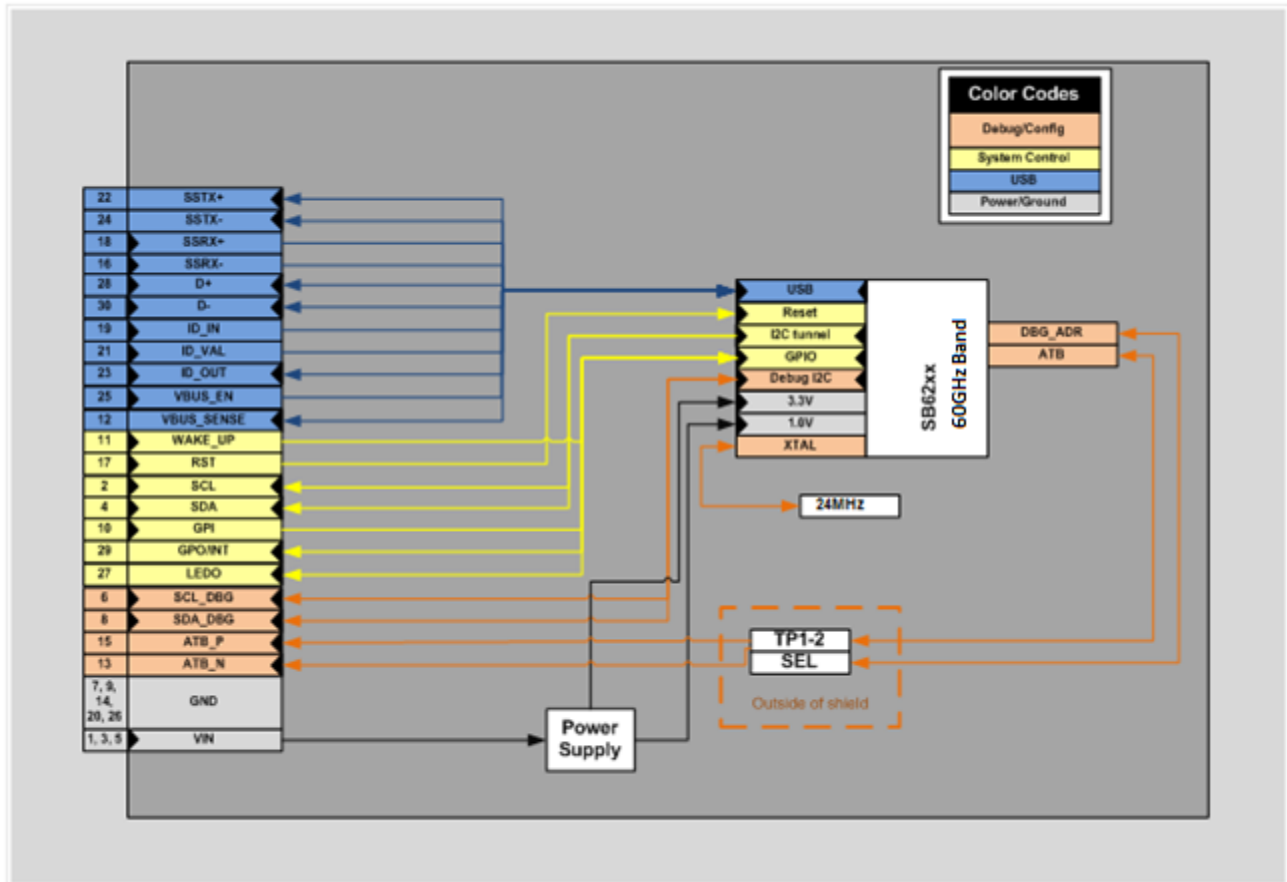 Color Codes
Debug/Config
System Control
USB
Power/Ground
22 SSTX+
24 SSTX-
18 SSRX+
16 SSRX-
28 D+
30 D-
19 ID_IN
21 ID_VAL
23 ID_OUT
25 VBUS_EN
12 VBUS_SENSE
11 WAKE_UP
17 RST
2 SCL
4 SDA
10 GPI
29 GPO/INT
27 LEDO
6 SCL_DBG
8 SDA_DBG
15 ATB_P
13 ATB_N
7, 9,
14,
20, 26
GND
1, 3, 5 VIN
USB
Reset
I2C tunnel
GPIO
Debug I2C
3.3V
1.0V
XTAL
SB62xx
60GHz Band
DBG_ADR
ATB
24MHz
TP1-2
SEL
Outside of shield
Power
Supply